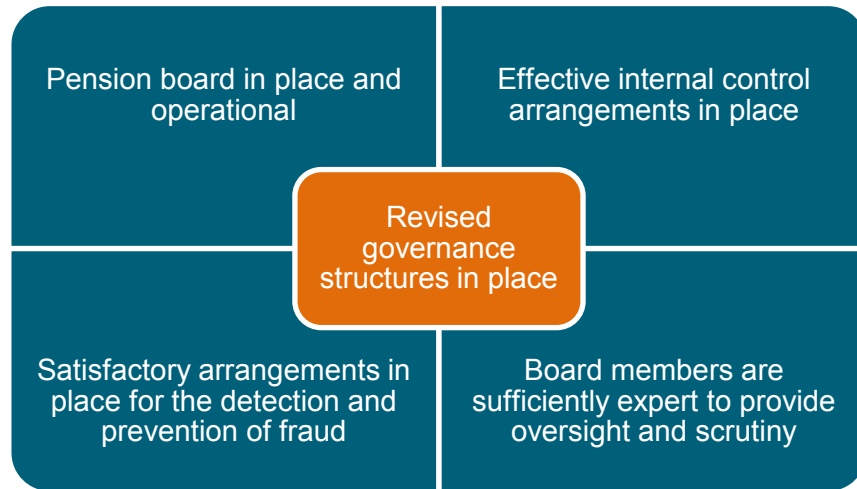 Pension board in place and
operational
Effective internal control
arrangements in place
Revised
governance
structures in place
Satisfactory arrangements in
place for the detection and
prevention of fraud
Board members are
sufficiently expert to provide
oversight and scrutiny